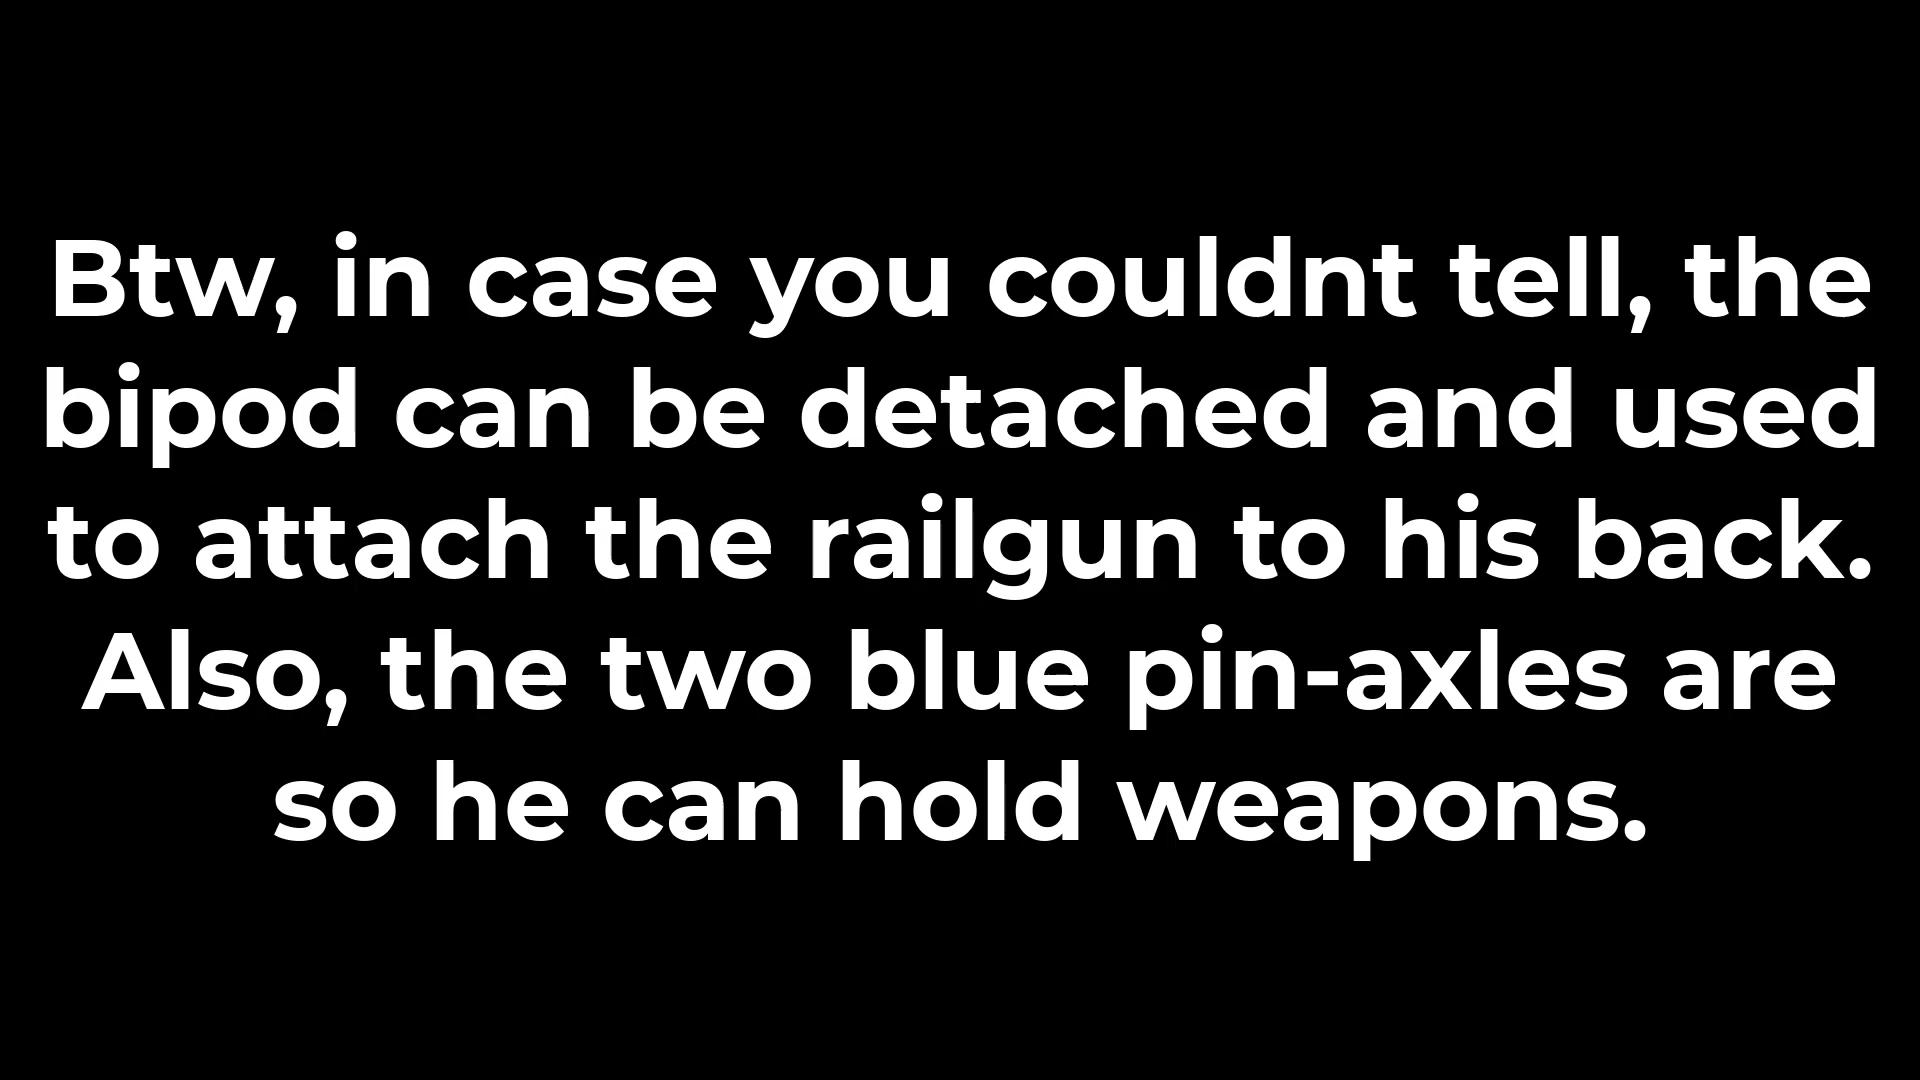 Btw, in case you couldnt tell, the
bipod can be detached and used
to attach the railgun to his back.
Also, the two blue pin-axles are
so he can hold weapons.